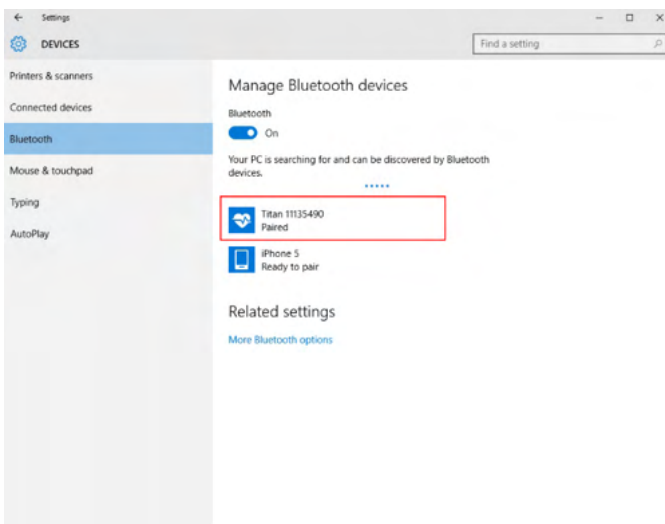 Settings
DEVICES
Find a setting
Printers & scanners
Connected devices
Bluetooth
Mouse & touchpad
Typing
AutoPlay
Manage Bluetooth devices
Bluetooth
On
Your PC is searching for and can be discovered by Bluetooth
devices.
Titan 11135490
Paired
iPhone 5
Ready to pair
Related settings
More Bluetooth options